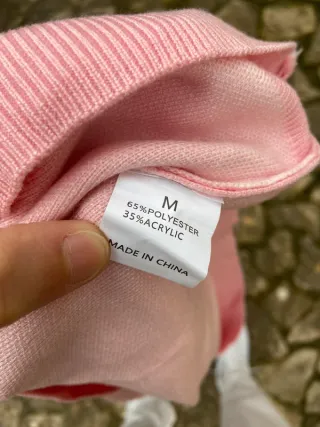 M
65%POLYESTER
35%ACRYLIC
MADE IN CHINA